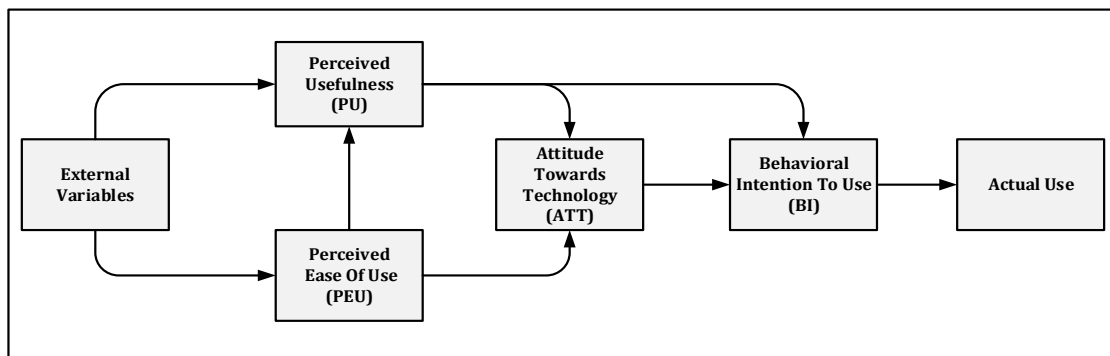 External
Variables
Perceived
Usefulness
(PU)
Perceived
Ease Of Use
(PEU)
Attitude
Towards
Technology
(ATT)
Behavioral
Intention To Use
(BI)
Actual Use